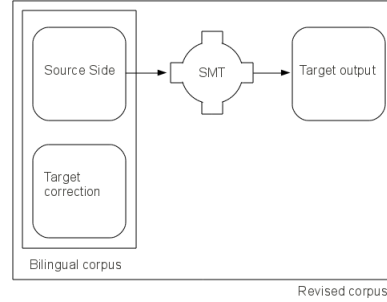 Source Side
SMT
Target output
Target
correction
Bilingual corpus
Revised corpus